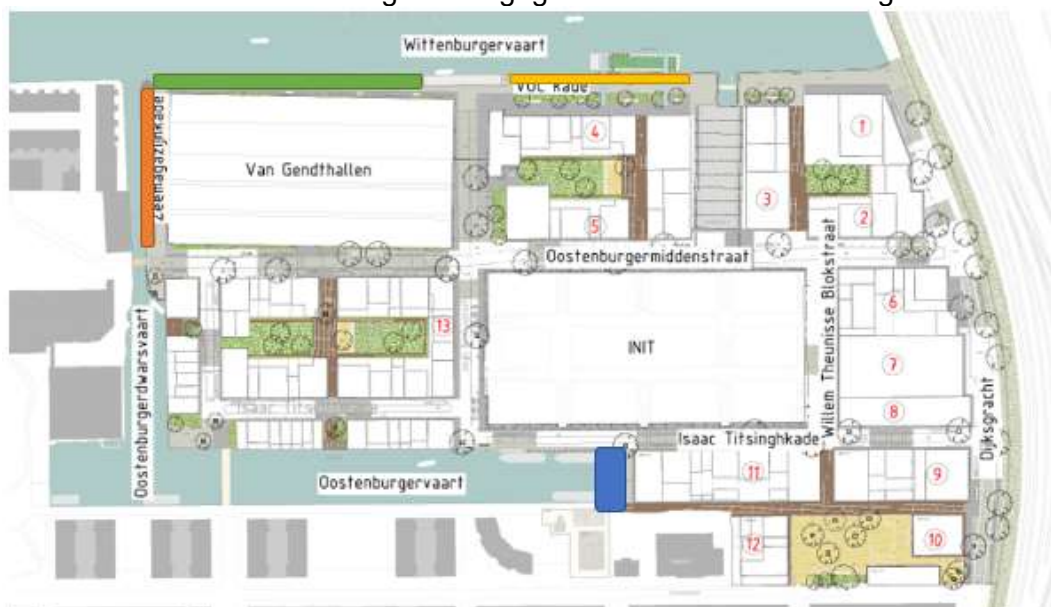 Wittenburgervaart
VOC kade
Zeemagazijnkade
Van Gendthallen
4
1
3
5
2
Oostenburgermiddenstraat
Willem Theunisse Blokstraat
6
INIT
13
7
8
Oostenburgerdwarsvaart
Isaac Titsinghkade
Dijksgracht
Oostenburgervaart
11
9
12
10